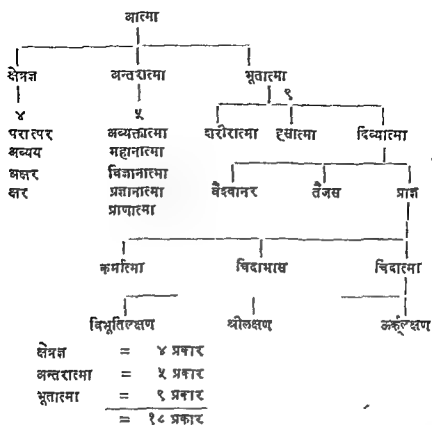 आत्मा
क्षेत्रज्ञ अन्तरात्मा भूतात्मा
४ ५ ९
परात्पर अव्यक्तात्मा शरीरात्मा हसात्मा दिव्यात्मा
अव्यय महानात्मा
अक्षर विज्ञानात्मा
क्षर प्रज्ञानात्मा वैश्वानर तैजस प्राज्ञ
प्राणात्मा
कर्मात्मा चिदाभास चिदात्मा
विभूतिलक्षण श्रीलक्षण ऊर्क्लक्षण
क्षेत्रज्ञ = ४ प्रकार
अन्तरात्मा = ५ प्रकार
भूतात्मा = ९ प्रकार
= १८ प्रकार